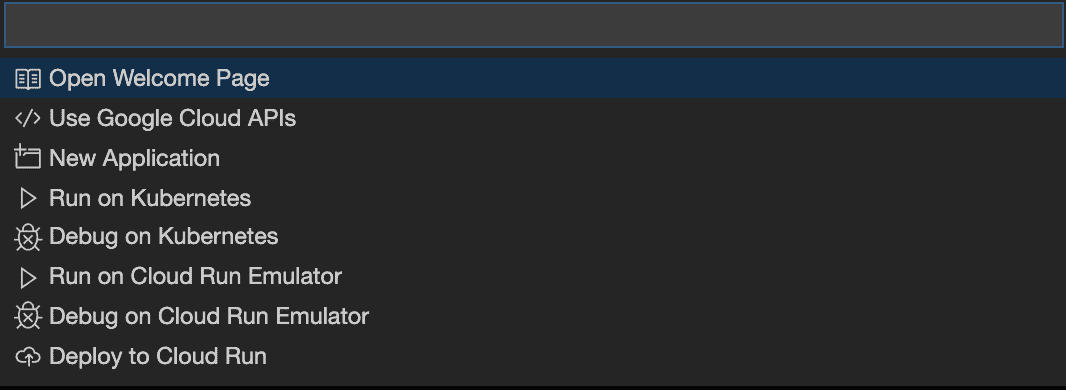 Open Welcome Page
Use Google Cloud APIs
New Application
Run on Kubernetes
Debug on Kubernetes
Run on Cloud Run Emulator
Debug on Cloud Run Emulator
Deploy to Cloud Run